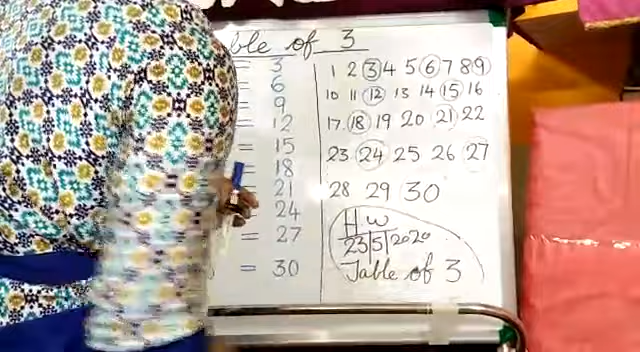 ble of 3
= 3
6
= 9
= 12
= 15
= 18
= 21
24
= 27
= 30
1 2 3 4 5 6 7 8 9
10 11 12 13 14 15 16
17. 18 19 20 21 22
23 24 25 26 27
28 29 30
H W
23|5|2020
Table of 3